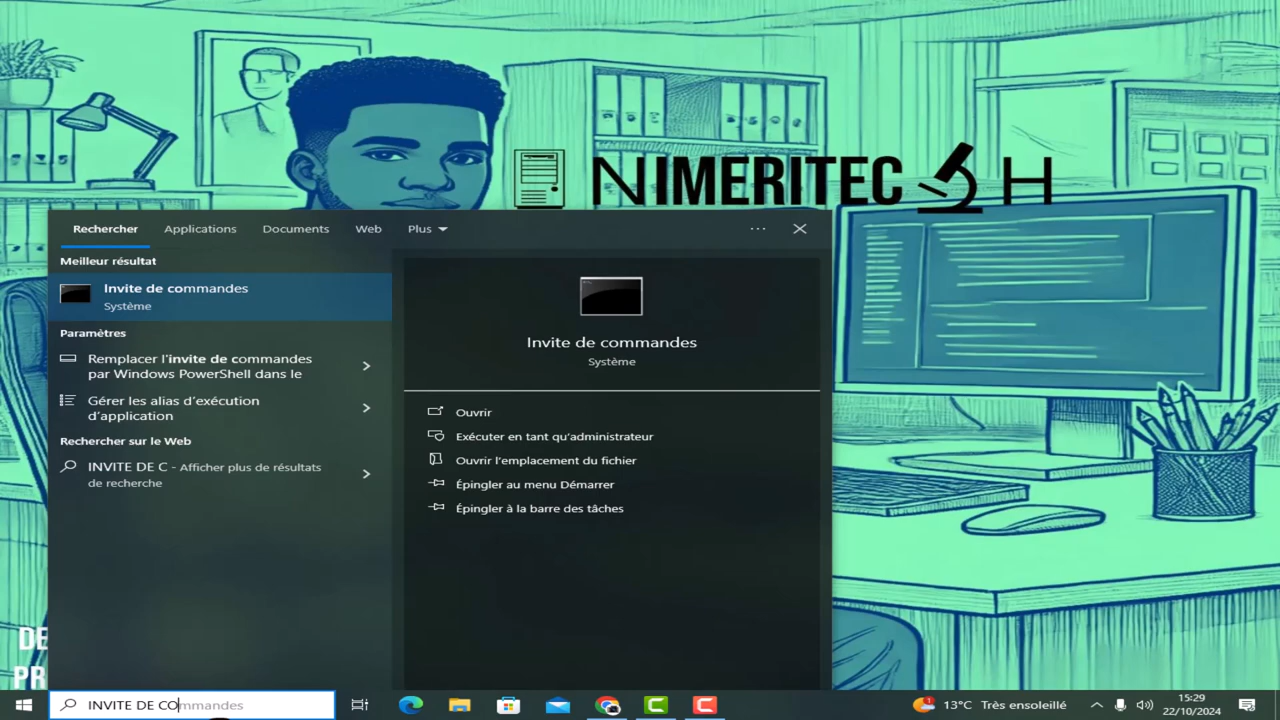 NIMERITEC H
Rechercher Applications Documents Web Plus
Meilleur résultat
Invite de commandes
Système
Paramètres
Remplacer l'invite de commandes
par Windows PowerShell dans le
Gérer les alias d'exécution
d'application
Rechercher sur le Web
INVITE DE C - Afficher plus de résultats
de recherche
Invite de commandes
Système
Ouvrir
Exécuter en tant qu'administrateur
Ouvrir l'emplacement du fichier
Épingler au menu Démarrer
Épingler à la barre des tâches
DE
PR
INVITE DE COmmandes
1
13°C Très ensoleillé
15:29
22/10/2024